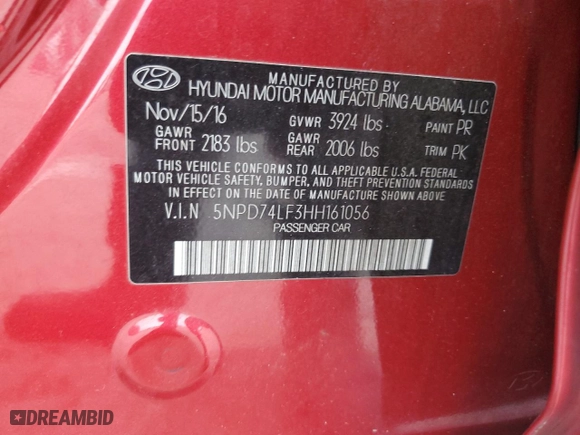 MANUFACTURED BY
HYUNDAI MOTOR MANUFACTURING ALABAMA, LLC
Nov/15/16 GVWR 3924 lbs PAINT PR
GAWR FRONT 2183 lbs GAWR REAR 2006 lbs TRIM PK
THIS VEHICLE CONFORMS TO ALL APPLICABLE U.S.A. FEDERAL
MOTOR VEHICLE SAFETY, BUMPER, AND THEFT PREVENTION STANDARDS
IN EFFECT ON THE DATE OF MANUFACTURE SHOWN ABOVE.
V.I.N 5NPD74LF3HH161056
PASSENGER CAR
DREAMBID